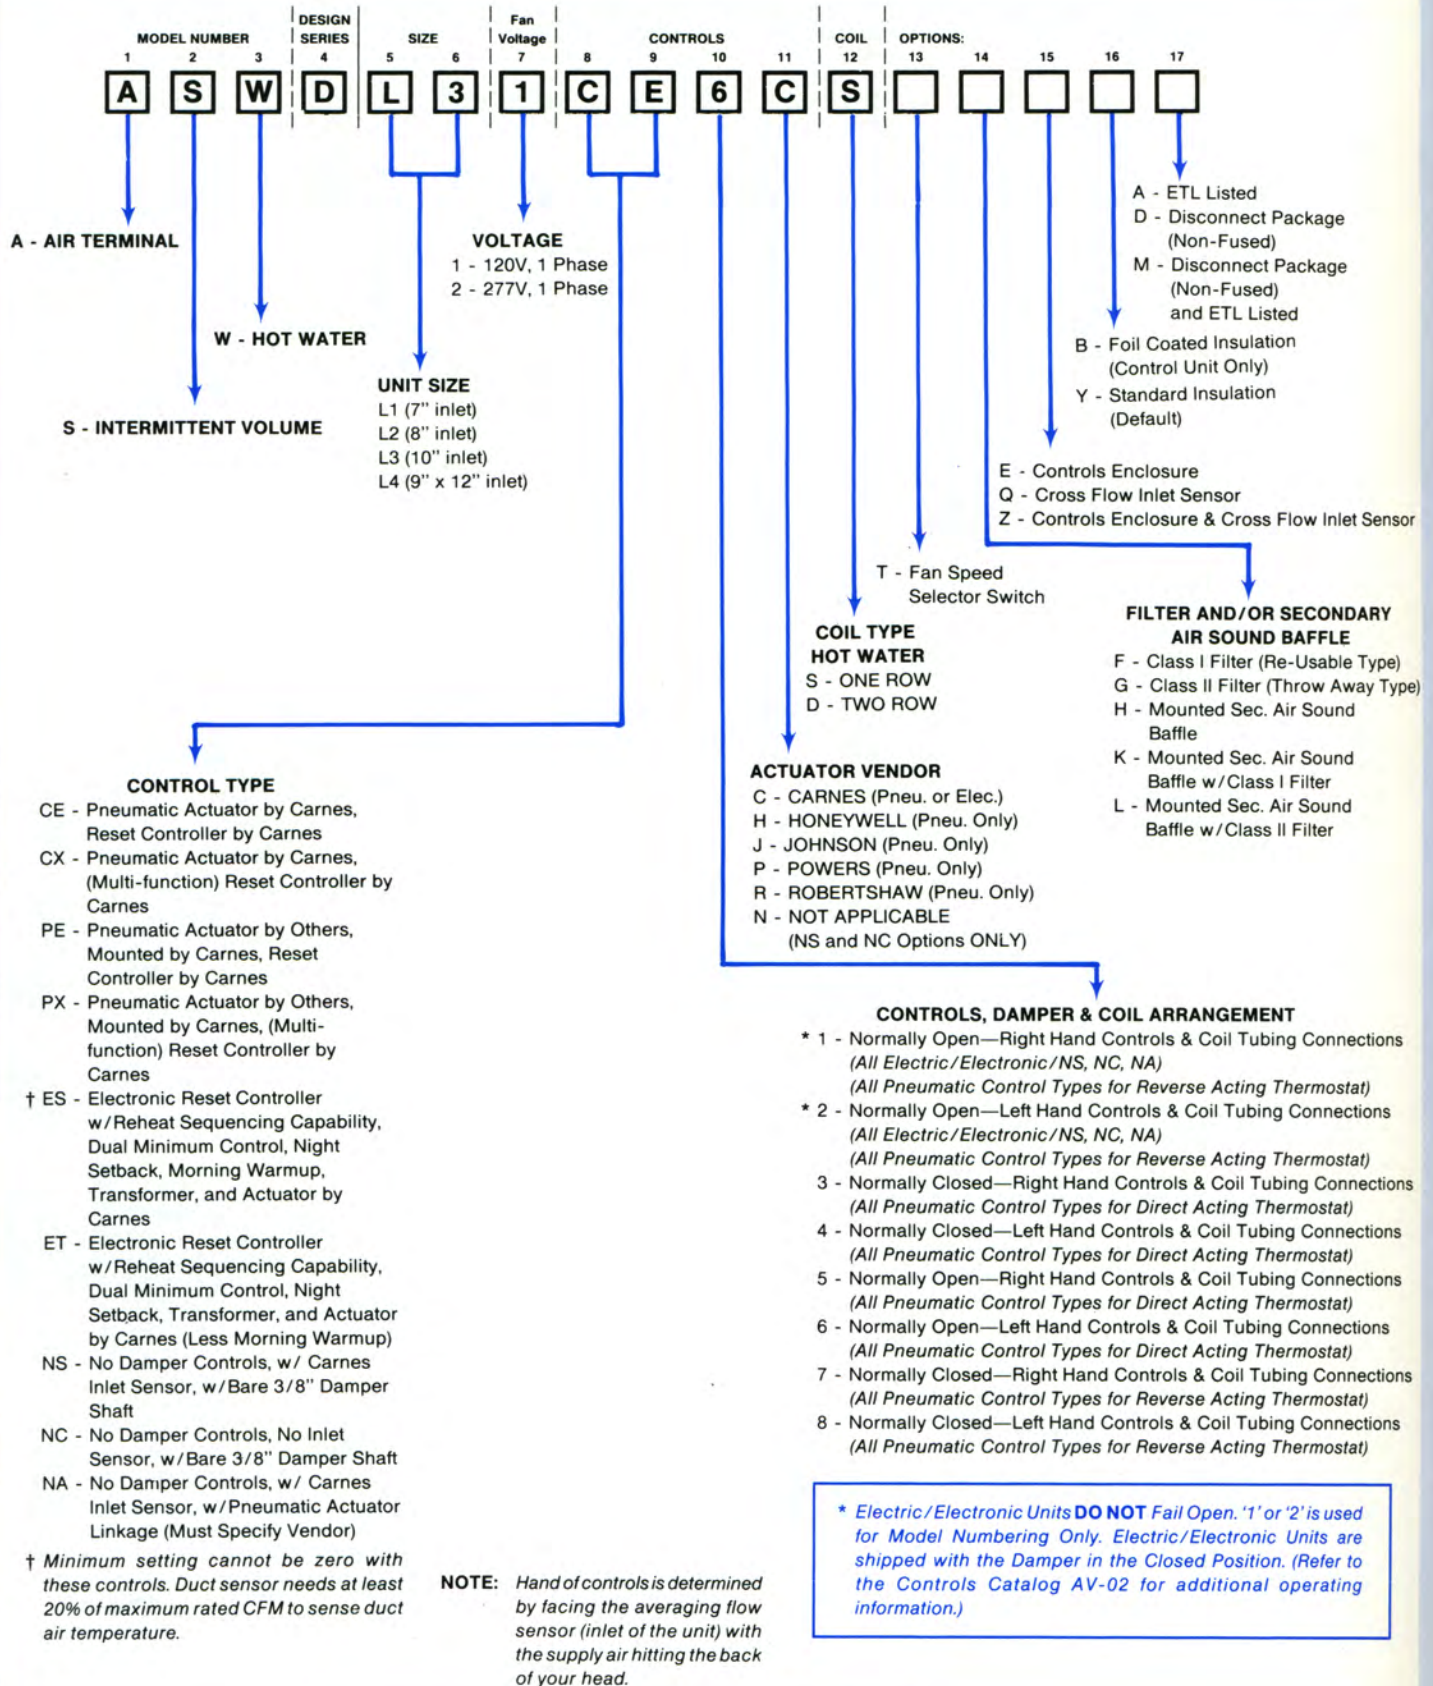 MODEL NUMBER
DESIGN
SERIES
SIZE
Fan
Voltage
CONTROLS
COIL
OPTIONS:
1 2 3 4 5 6 7 8 9 10 11 12 13 14 15 16 17
A S W D L 3 1 C E 6 C S
A - AIR TERMINAL
S - INTERMITTENT VOLUME
W - HOT WATER
UNIT SIZE
L1 (7" inlet)
L2 (8" inlet)
L3 (10" inlet)
L4 (9" x 12" inlet)
VOLTAGE
1 - 120V, 1 Phase
2 - 277V, 1 Phase
A - ETL Listed
D - Disconnect Package
(Non-Fused)
M - Disconnect Package
(Non-Fused)
and ETL Listed
B - Foil Coated Insulation
(Control Unit Only)
Y - Standard Insulation
(Default)
E - Controls Enclosure
Q - Cross Flow Inlet Sensor
Z - Controls Enclosure & Cross Flow Inlet Sensor
T - Fan Speed
Selector Switch
FILTER AND/OR SECONDARY
AIR SOUND BAFFLE
F - Class I Filter (Re-Usable Type)
G - Class II Filter (Throw Away Type)
H - Mounted Sec. Air Sound
Baffle
K - Mounted Sec. Air Sound
Baffle w/Class I Filter
L - Mounted Sec. Air Sound
Baffle w/Class II Filter
COIL TYPE
HOT WATER
S - ONE ROW
D - TWO ROW
ACTUATOR VENDOR
C - CARNES (Pneu. or Elec.)
H - HONEYWELL (Pneu. Only)
J - JOHNSON (Pneu. Only)
P - POWERS (Pneu. Only)
R - ROBERTSHAW (Pneu. Only)
N - NOT APPLICABLE
(NS and NC Options ONLY)
CONTROL TYPE
CE - Pneumatic Actuator by Carnes,
Reset Controller by Carnes
CX - Pneumatic Actuator by Carnes,
(Multi-function) Reset Controller by
Carnes
PE - Pneumatic Actuator by Others,
Mounted by Carnes, Reset
Controller by Carnes
PX - Pneumatic Actuator by Others,
Mounted by Carnes, (Multi-
function) Reset Controller by
Carnes
† ES - Electronic Reset Controller
w/Reheat Sequencing Capability,
Dual Minimum Control, Night
Setback, Morning Warmup,
Transformer, and Actuator by
Carnes
ET - Electronic Reset Controller
w/Reheat Sequencing Capability,
Dual Minimum Control, Night
Setback, Transformer, and Actuator
by Carnes (Less Morning Warmup)
NS - No Damper Controls, w/ Carnes
Inlet Sensor, w/Bare 3/8" Damper
Shaft
NC - No Damper Controls, No Inlet
Sensor, w/Bare 3/8" Damper Shaft
NA - No Damper Controls, w/ Carnes
Inlet Sensor, w/Pneumatic Actuator
Linkage (Must Specify Vendor)
† Minimum setting cannot be zero with
these controls. Duct sensor needs at least
20% of maximum rated CFM to sense duct
air temperature.
NOTE: Hand of controls is determined
by facing the averaging flow
sensor (inlet of the unit) with
the supply air hitting the back
of your head.
CONTROLS, DAMPER & COIL ARRANGEMENT
* 1 - Normally Open—Right Hand Controls & Coil Tubing Connections
(All Electric/Electronic/NS, NC, NA)
(All Pneumatic Control Types for Reverse Acting Thermostat)
* 2 - Normally Open—Left Hand Controls & Coil Tubing Connections
(All Electric/Electronic/NS, NC, NA)
(All Pneumatic Control Types for Reverse Acting Thermostat)
3 - Normally Closed—Right Hand Controls & Coil Tubing Connections
(All Pneumatic Control Types for Direct Acting Thermostat)
4 - Normally Closed—Left Hand Controls & Coil Tubing Connections
(All Pneumatic Control Types for Direct Acting Thermostat)
5 - Normally Open—Right Hand Controls & Coil Tubing Connections
(All Pneumatic Control Types for Direct Acting Thermostat)
6 - Normally Open—Left Hand Controls & Coil Tubing Connections
(All Pneumatic Control Types for Direct Acting Thermostat)
7 - Normally Closed—Right Hand Controls & Coil Tubing Connections
(All Pneumatic Control Types for Reverse Acting Thermostat)
8 - Normally Closed—Left Hand Controls & Coil Tubing Connections
(All Pneumatic Control Types for Reverse Acting Thermostat)
* Electric/Electronic Units DO NOT Fail Open. '1' or '2' is used
for Model Numbering Only. Electric/Electronic Units are
shipped with the Damper in the Closed Position. (Refer to
the Controls Catalog AV-02 for additional operating
information.)